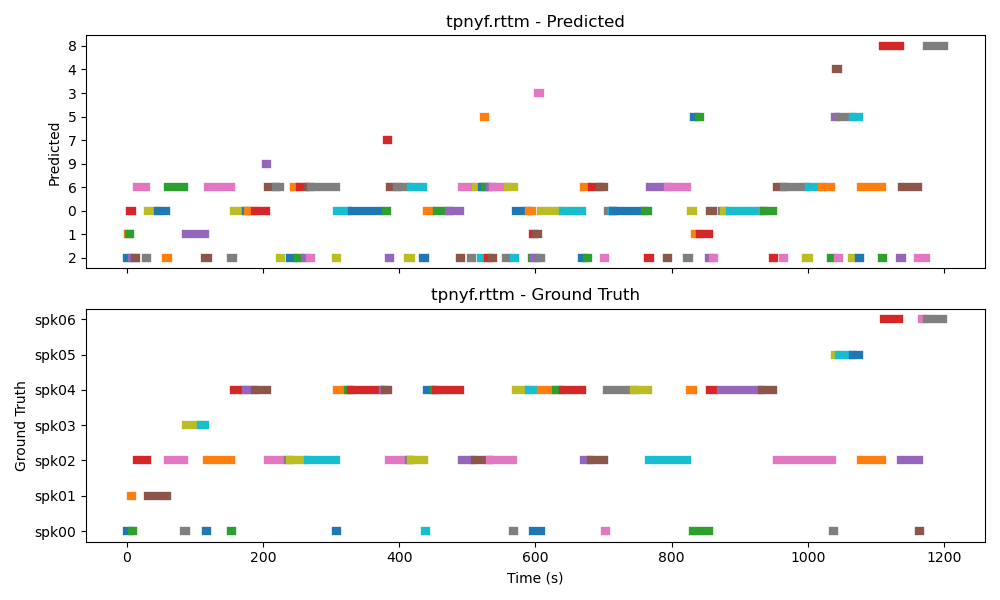 tpnyf.rttm - Predicted
Predicted
8
4
3
5
7
9
6
0
1
2
tpnyf.rttm - Ground Truth
Ground Truth
spk06
spk05
spk04
spk03
spk02
spk01
spk00
0 200 400 600 800 1000 1200
Time (s)